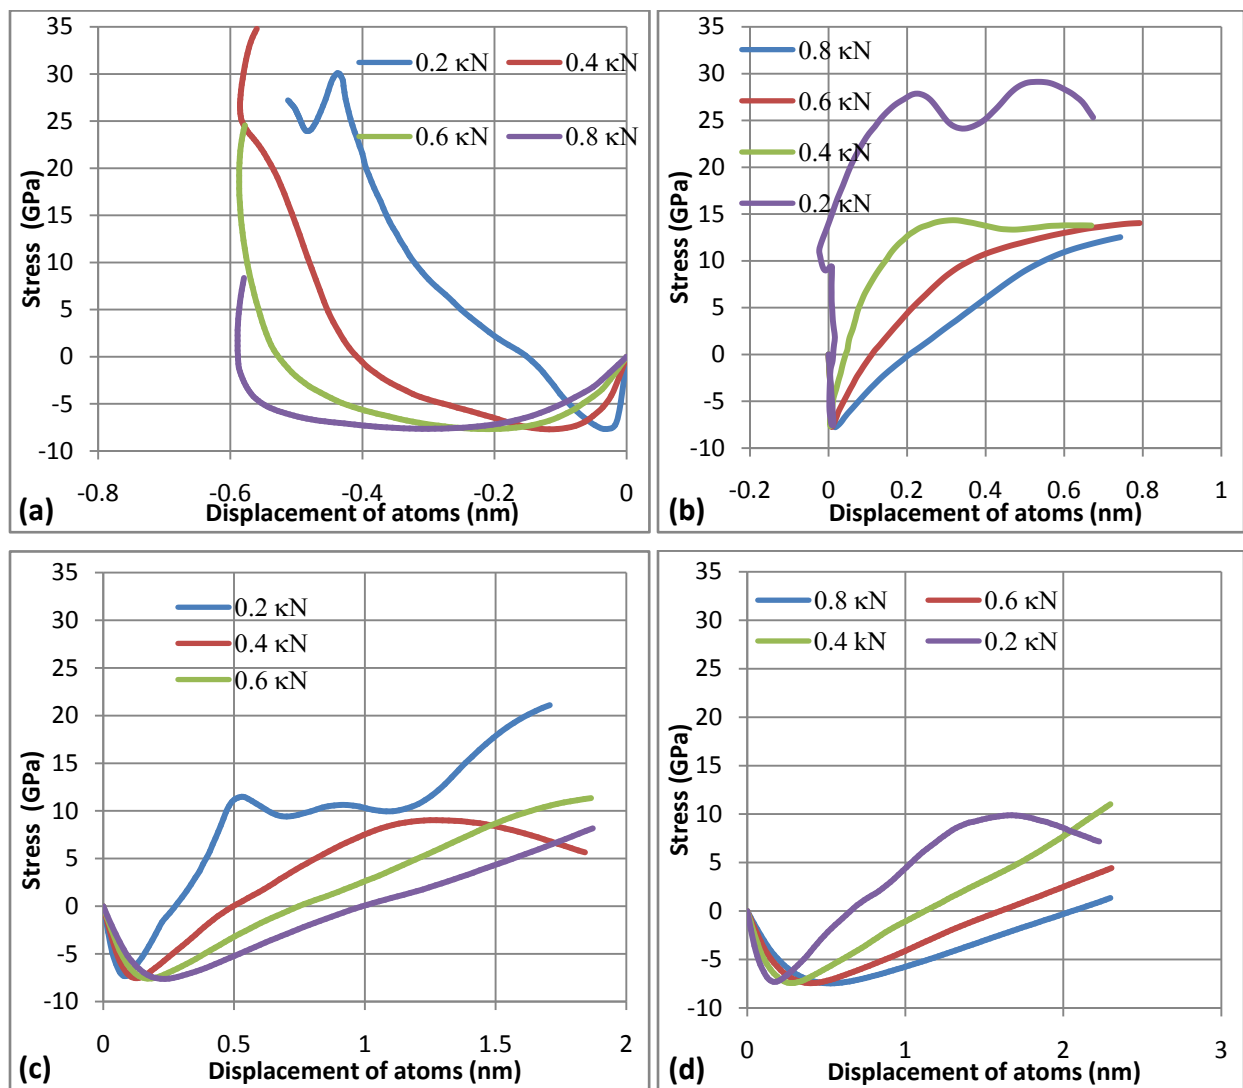 35
30
25
20
15
10
5
0
-5
-10
Stress (GPa)
0.2 κN
0.4 κN
0.6 κN
0.8 κN
-0.8
-0.6
-0.4
-0.2
0
(a)
Displacement of atoms (nm)
35
30
25
20
15
10
5
0
-5
-10
Stress (GPa)
0.8 κN
0.6 κN
0.4 κN
0.2 κN
-0.2
0
0.2
0.4
0.6
0.8
1
(b)
Displacement of atoms (nm)
35
30
25
20
15
10
5
0
-5
-10
Stress (GPa)
0.2 κN
0.4 κN
0.6 κN
0
0.5
1
1.5
2
(c)
Displacement of atoms (nm)
35
30
25
20
15
10
5
0
-5
-10
Stress (GPa)
0.8 κN
0.6 κN
0.4 kN
0.2 κN
0
1
2
3
(d)
Displacement of atoms (nm)